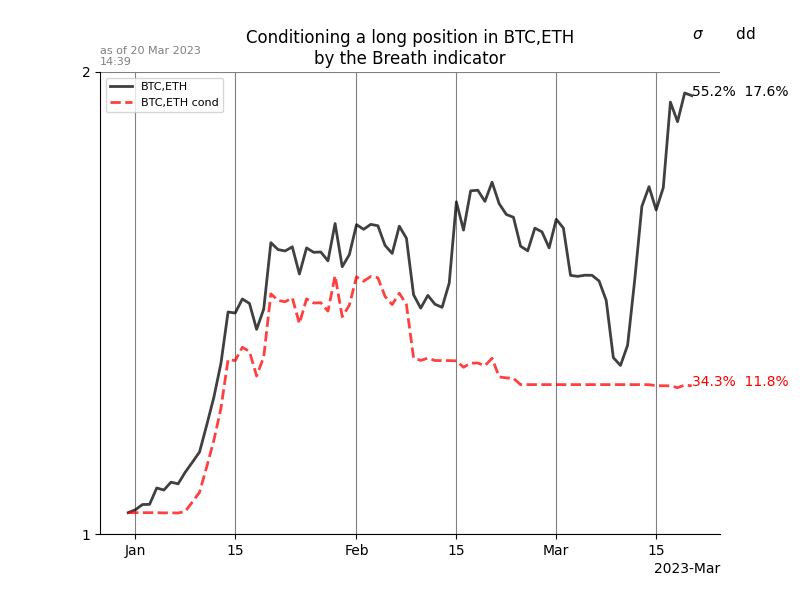 Conditioning a long position in BTC,ETH
by the Breath indicator
σ dd
as of 20 Mar 2023
14:39
2
BTC,ETH
BTC,ETH cond
55.2% 17.6%
34.3% 11.8%
1
Jan 15 Feb 15 Mar 15
2023-Mar